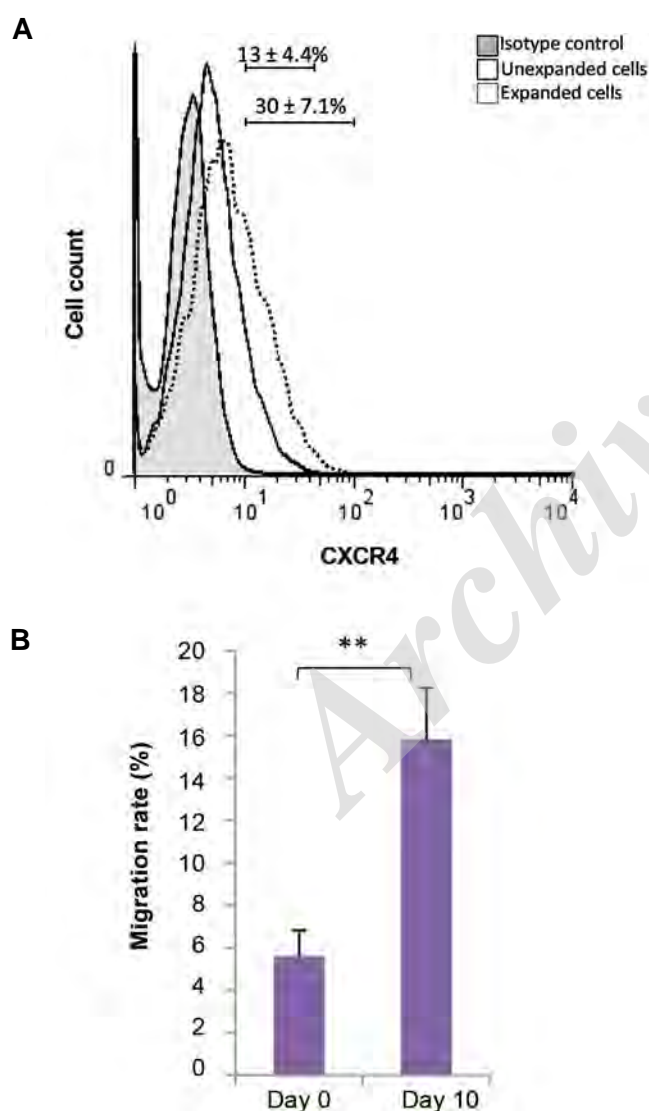 A
13 ± 4.4%
30 ± 7.1%
Isotype control
Unexpanded cells
Expanded cells
Cell count
0
10^0 10^1 10^2 10^3 10^4
CXCR4
Archiv
B
**
Migration rate (%)
20
18
16
14
12
10
8
6
4
2
0
Day 0 Day 10